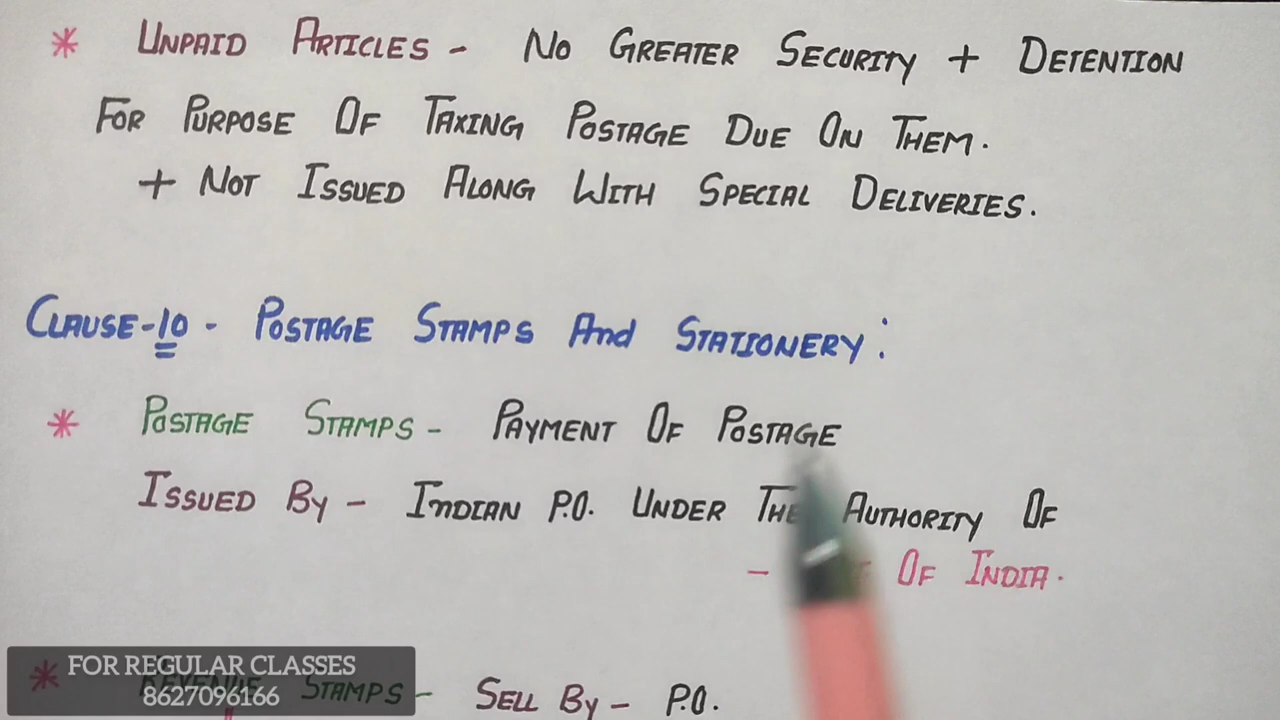 * UNPAID ARTICLES - NO GREATER SECURITY + DETENTION
FOR PURPOSE OF TAXING POSTAGE DUE ON THEM.
+ NOT ISSUED ALONG WITH SPECIAL DELIVERIES.
CLAUSE-10 - POSTAGE STAMPS And STATIONERY:
* POSTAGE STAMPS - PAYMENT OF POSTAGE
ISSUED By - INDIAN P.O. UNDER THE AUTHORITY OF
- OF INDIA.
* REVENUE STAMPS - SELL By - P.O.
FOR REGULAR CLASSES
8627096166